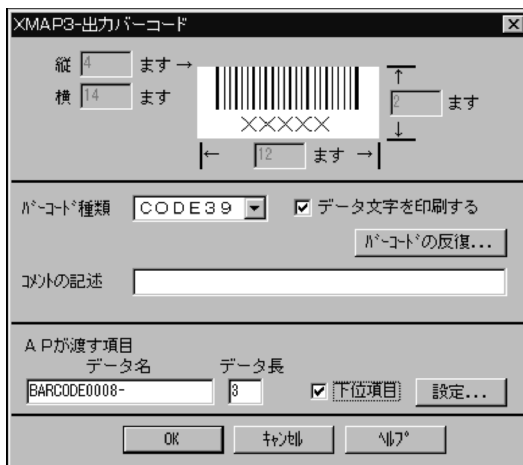 XMAP3-出力バーコード
縦 4 ます→
横 14 ます
2 ます
XXXXX
12 ます
ﾊﾞｰｺｰﾄﾞ種類 CODE39 データ文字を印刷する
ﾊﾞｰｺｰﾄﾞの反復...
ｺﾒﾝﾄの記述
ＡＰが渡す項目
データ名 データ長
BARCODE0008- 3 下位項目 設定...
OK ｷｬﾝｾﾙ ﾍﾙﾌﾟ